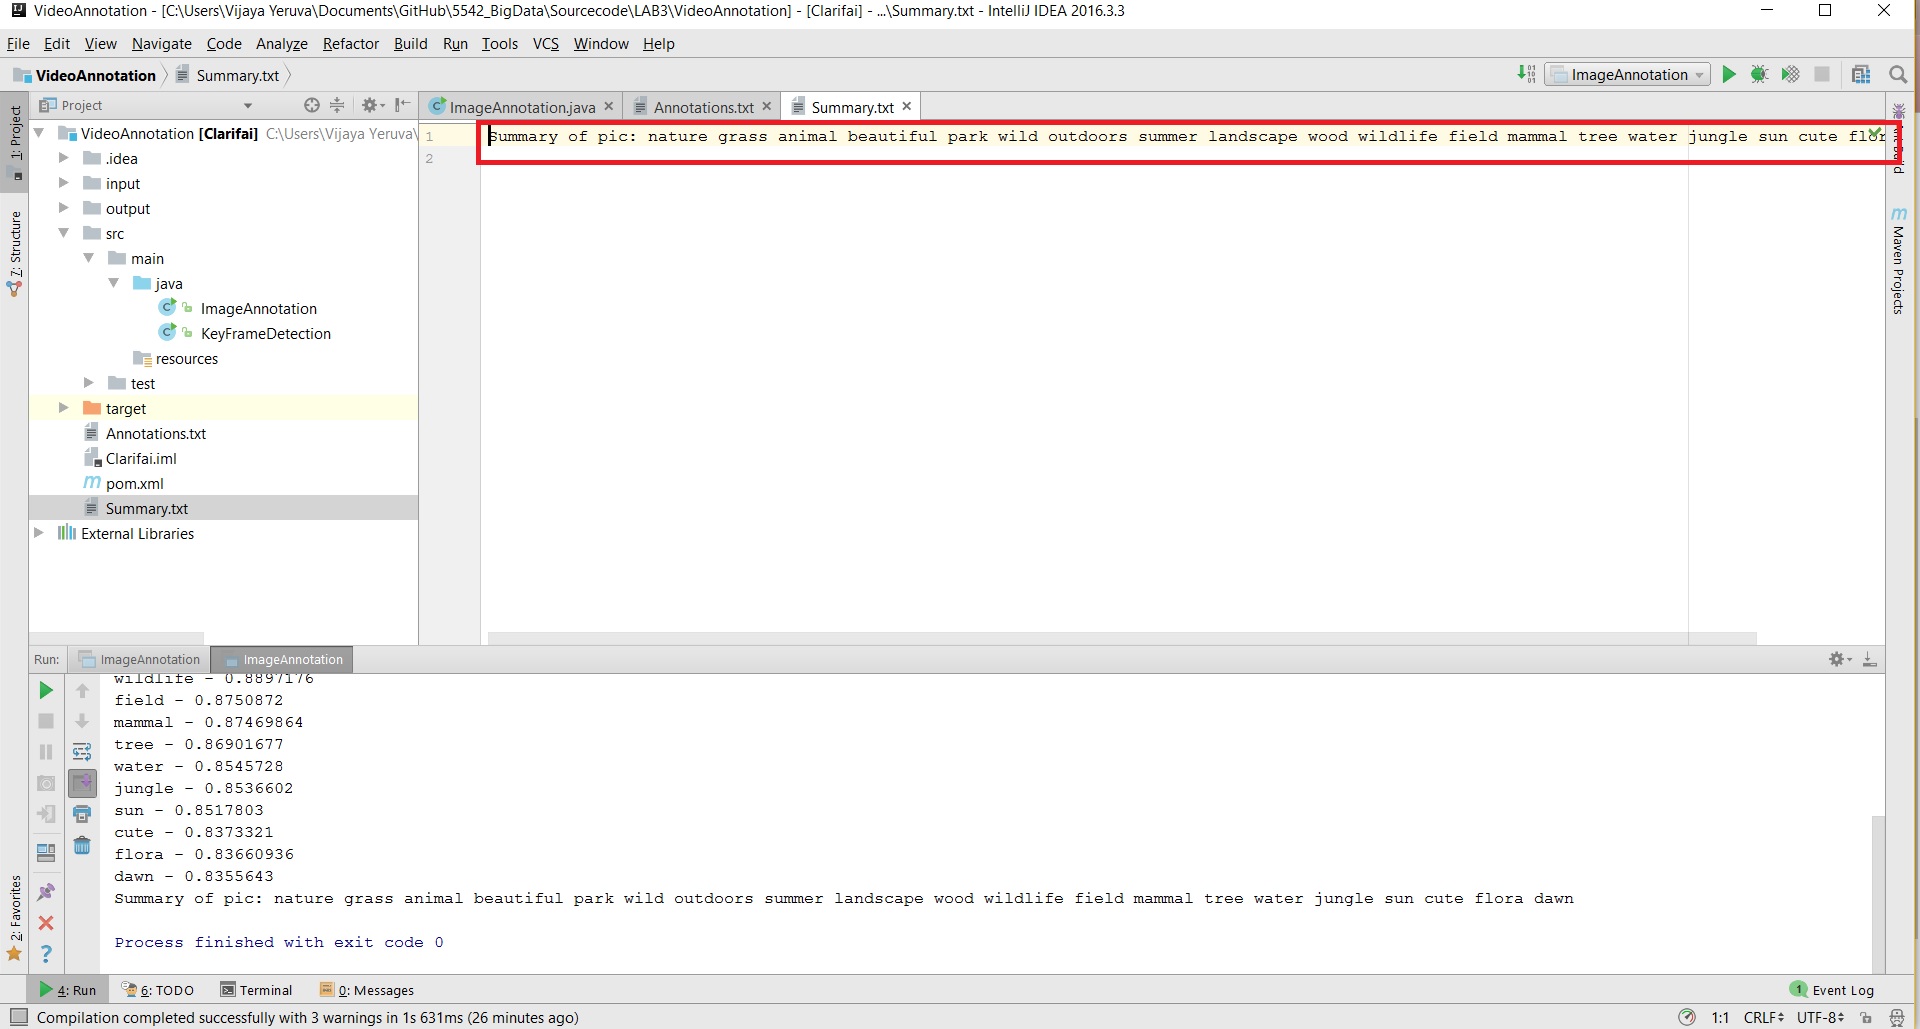 VideoAnnotation - [C:\Users\Vijaya Yeruva\Documents\GitHub\5542_BigData\Sourcecode\LAB3\VideoAnnotation] - [Clarifai] - ...\Summary.txt - IntelliJ IDEA 2016.3.3
File Edit View Navigate Code Analyze Refactor Build Run Tools VCS Window Help
VideoAnnotation Summary.txt ImageAnnotation
Project ImageAnnotation.java Annotations.txt Summary.txt
1: Project
7: Structure
2: Favorites
VideoAnnotation [Clarifai] C:\Users\Vijaya Yeruva\
.idea
input
output
src
main
java
ImageAnnotation
KeyFrameDetection
resources
test
target
Annotations.txt
Clarifai.iml
pom.xml
Summary.txt
External Libraries
1 Summary of pic: nature grass animal beautiful park wild outdoors summer landscape wood wildlife field mammal tree water jungle sun cute flor
2
Maven Projects
Run: ImageAnnotation ImageAnnotation
wildlife - 0.8897176
field - 0.8750872
mammal - 0.87469864
tree - 0.86901677
water - 0.8545728
jungle - 0.8536602
sun - 0.8517803
cute - 0.8373321
flora - 0.83660936
dawn - 0.8355643
Summary of pic: nature grass animal beautiful park wild outdoors summer landscape wood wildlife field mammal tree water jungle sun cute flora dawn
Process finished with exit code 0
4: Run 6: TODO Terminal 0: Messages 1 Event Log
Compilation completed successfully with 3 warnings in 1s 631ms (26 minutes ago) 1:1 CRLF UTF-8